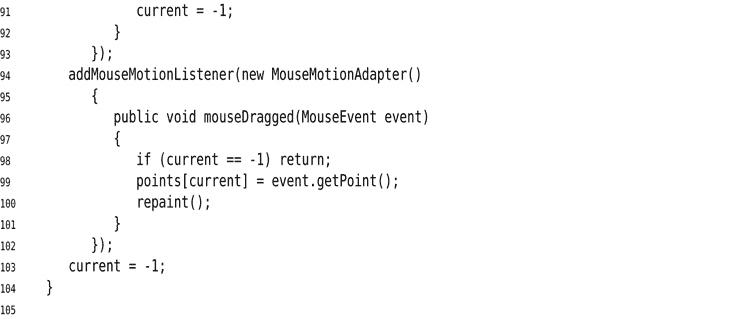 91                current = -1;
92             }
93          });
94       addMouseMotionListener(new MouseMotionAdapter()
95          {
96             public void mouseDragged(MouseEvent event)
97             {
98                if (current == -1) return;
99                points[current] = event.getPoint();
100                repaint();
101             }
102          });
103       current = -1;
104    }
105